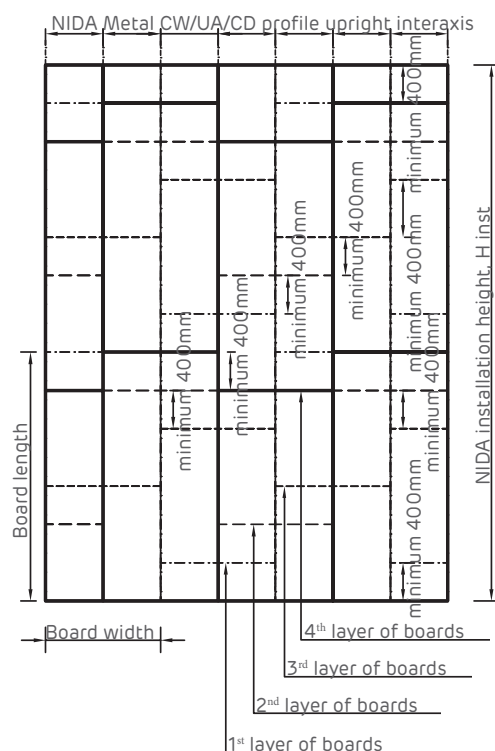 NIDA Metal CW/UA/CD profile upright interaxis
minimum 400mm
minimum 400mm
minimum 400mm
minimum 400mm
minimum 400mm
minimum 400mm
minimum 400mm
minimum 400mm
minimum 400mm
NIDA installation height, H inst
Board length
Board width
4th layer of boards
3rd layer of boards
2nd layer of boards
1st layer of boards